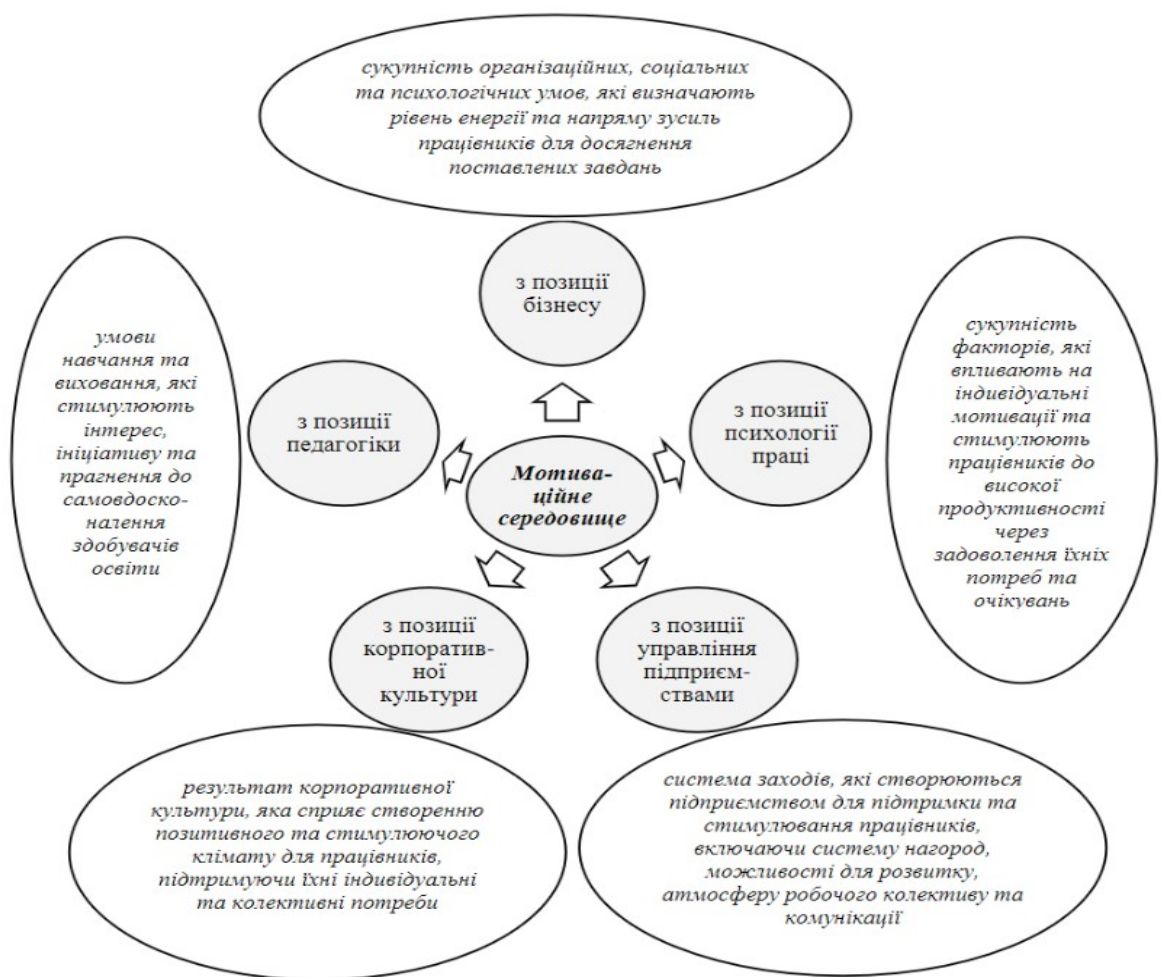 сукупність організаційних, соціальних
та психологічних умов, які визначають
рівень енергії та напряму зусиль
працівників для досягнення
поставлених завдань
з позиції
бізнесу
умови
навчання та
виховання, які
стимулюють
інтерес,
ініціативу та
прагнення до
самовдоско-
налення
здобувачів
освіти
з позиції
педагогіки
з позиції
психології
праці
сукупність
факторів, які
впливають на
індивідуальні
мотивації та
стимулюють
працівників до
високої
продуктивності
через
задоволення їхніх
потреб та
очікувань
Мотива-
ційне
середовище
з позиції
корпоратив-
ної
культури
з позиції
управління
підприєм-
ствами
результат корпоративної
культури, яка сприяє створенню
позитивного та стимулюючого
клімату для працівників,
підтримуючи їхні індивідуальні
та колективні потреби
система заходів, які створюються
підприємством для підтримки та
стимулювання працівників,
включаючи систему нагород,
можливості для розвитку,
атмосферу робочого колективу та
комунікації